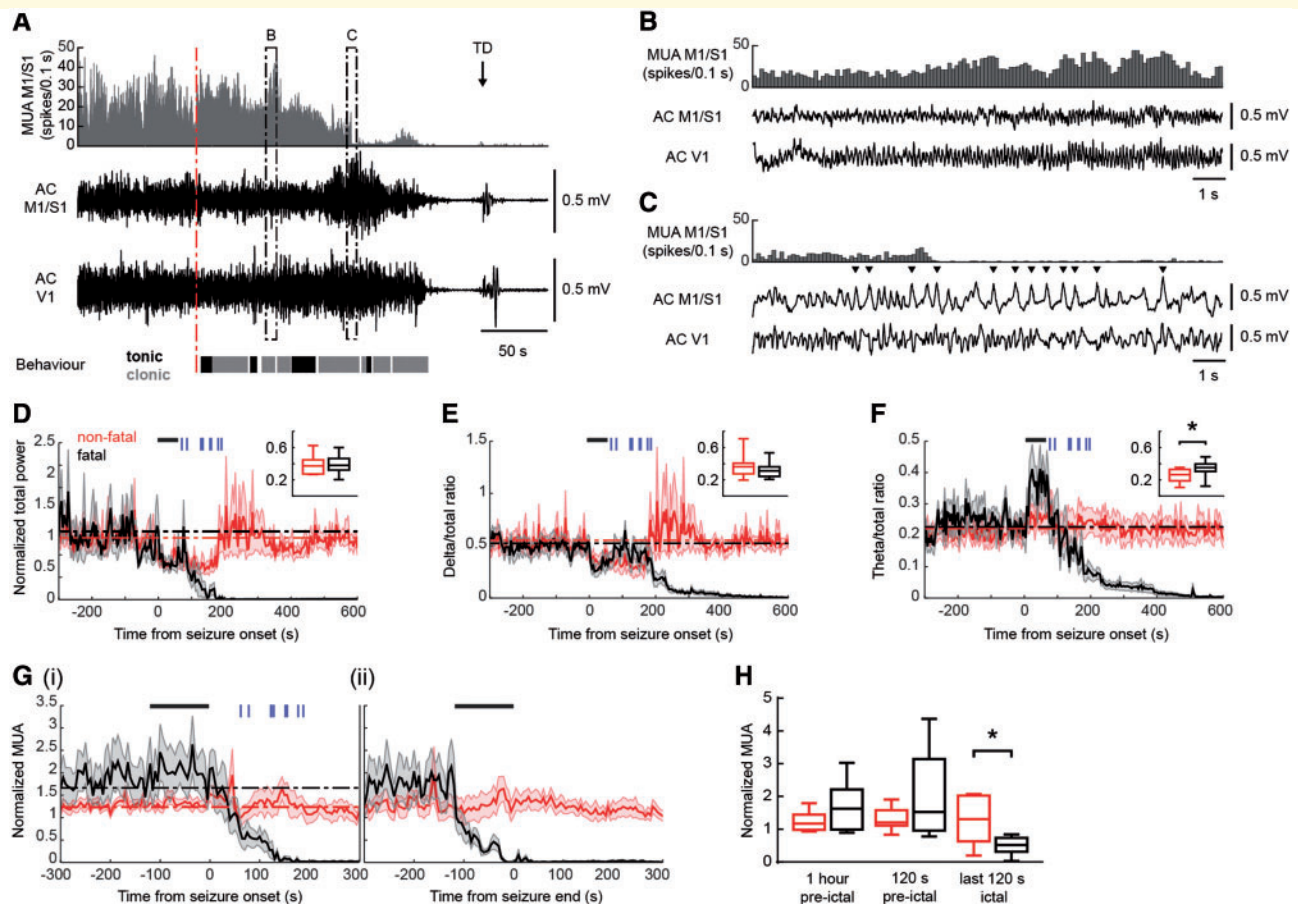 A
B
C
TD
MUA M1/S1
(spikes/0.1 s)
50
40
30
20
10
0
AC
M1/S1
0.5 mV
AC
V1
0.5 mV
50 s
Behaviour
tonic
clonic
B
MUA M1/S1
(spikes/0.1 s)
50
0
AC M1/S1
0.5 mV
AC V1
0.5 mV
1 s
C
MUA M1/S1
(spikes/0.1 s)
50
0
AC M1/S1
0.5 mV
AC V1
0.5 mV
1 s
D
non-fatal
fatal
Normalized total power
2.5
2
1.5
1
0.5
0
0.6
0.2
-200 0 200 400 600
Time from seizure onset (s)
E
Delta/total ratio
1.5
1
0.5
0
0.6
0.2
-200 0 200 400 600
Time from seizure onset (s)
F
Theta/total ratio
0.5
0.4
0.3
0.2
0.1
0
*
0.6
0.2
-200 0 200 400 600
Time from seizure onset (s)
G (i)
Normalized MUA
3.5
3
2.5
2
1.5
1
0.5
0
-300 -200 -100 0 100 200 300
Time from seizure onset (s)
(ii)
-200 -100 0 100 200 300
Time from seizure end (s)
H
Normalized MUA
5
4
3
2
1
0
*
1 hour
pre-ictal
120 s
pre-ictal
last 120 s
ictal